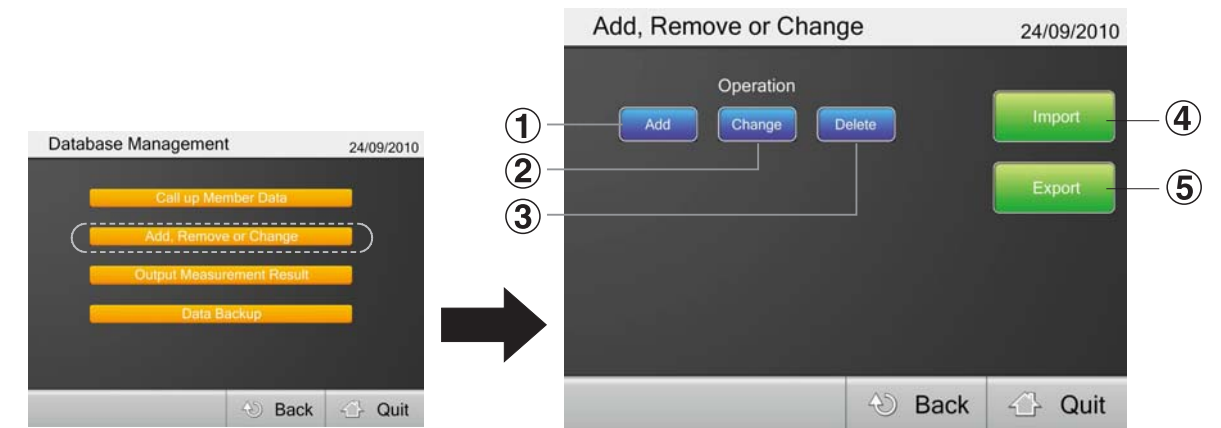 Database Management 24/09/2010
Call up Member Data
Add, Remove or Change
Output Measurement Result
Data Backup
Back Quit
Add, Remove or Change 24/09/2010
Operation
① Add Change Delete Import ④
②
③ Export ⑤
Back Quit